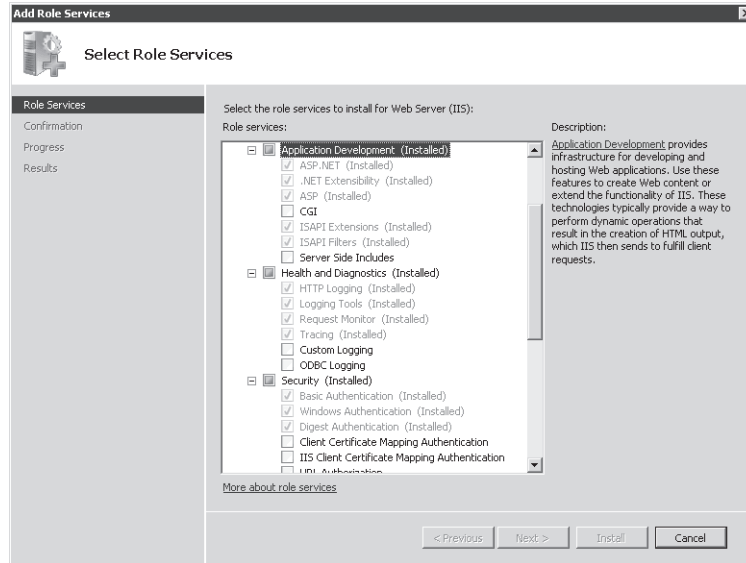 Add Role Services
Select Role Services
Role Services
Confirmation
Progress
Results
Select the role services to install for Web Server (IIS):
Role services:
Application Development (Installed)
ASP.NET (Installed)
.NET Extensibility (Installed)
ASP (Installed)
CGI
ISAPI Extensions (Installed)
ISAPI Filters (Installed)
Server Side Includes
Health and Diagnostics (Installed)
HTTP Logging (Installed)
Logging Tools (Installed)
Request Monitor (Installed)
Tracing (Installed)
Custom Logging
ODBC Logging
Security (Installed)
Basic Authentication (Installed)
Windows Authentication (Installed)
Digest Authentication (Installed)
Client Certificate Mapping Authentication
IIS Client Certificate Mapping Authentication
URL Authorization
More about role services
Description:
Application Development provides
infrastructure for developing and
hosting Web applications. Use these
features to create Web content or
extend the functionality of IIS. These
technologies typically provide a way to
perform dynamic operations that
result in the creation of HTML output,
which IIS then sends to fulfill client
requests.
< Previous
Next >
Install
Cancel